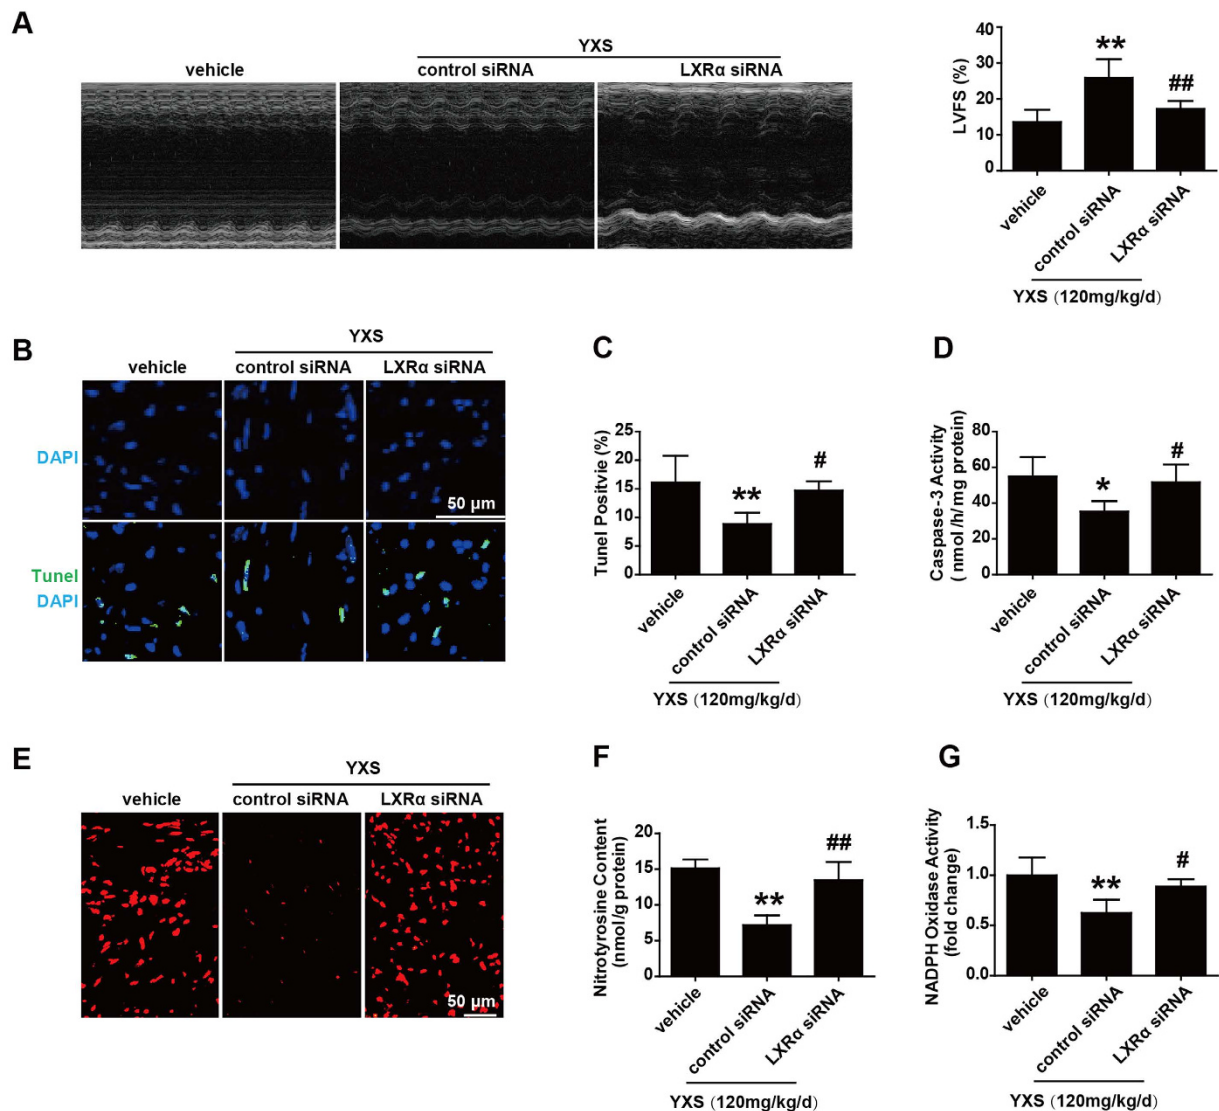 A
YXS
vehicle
control siRNA
LXRα siRNA
LVFS (%)
40
30
20
10
0
**
##
vehicle
control siRNA
LXRα siRNA
YXS (120mg/kg/d)
B
YXS
vehicle
control siRNA
LXRα siRNA
DAPI
50 μm
Tunel
DAPI
C
Tunel Positvie (%)
25
20
15
10
5
0
**
#
vehicle
control siRNA
LXRα siRNA
YXS (120mg/kg/d)
D
Caspase-3 Activity
( nmol /h/ mg protein)
80
60
40
20
0
*
#
vehicle
control siRNA
LXRα siRNA
YXS (120mg/kg/d)
E
YXS
vehicle
control siRNA
LXRα siRNA
50 μm
F
Nitrotyrosine Content
(nmol/g protein)
20
15
10
5
0
**
##
vehicle
control siRNA
LXRα siRNA
YXS (120mg/kg/d)
G
NADPH Oxidase Activity
(fold change)
1.5
1.0
0.5
0.0
**
#
vehicle
control siRNA
LXRα siRNA
YXS (120mg/kg/d)